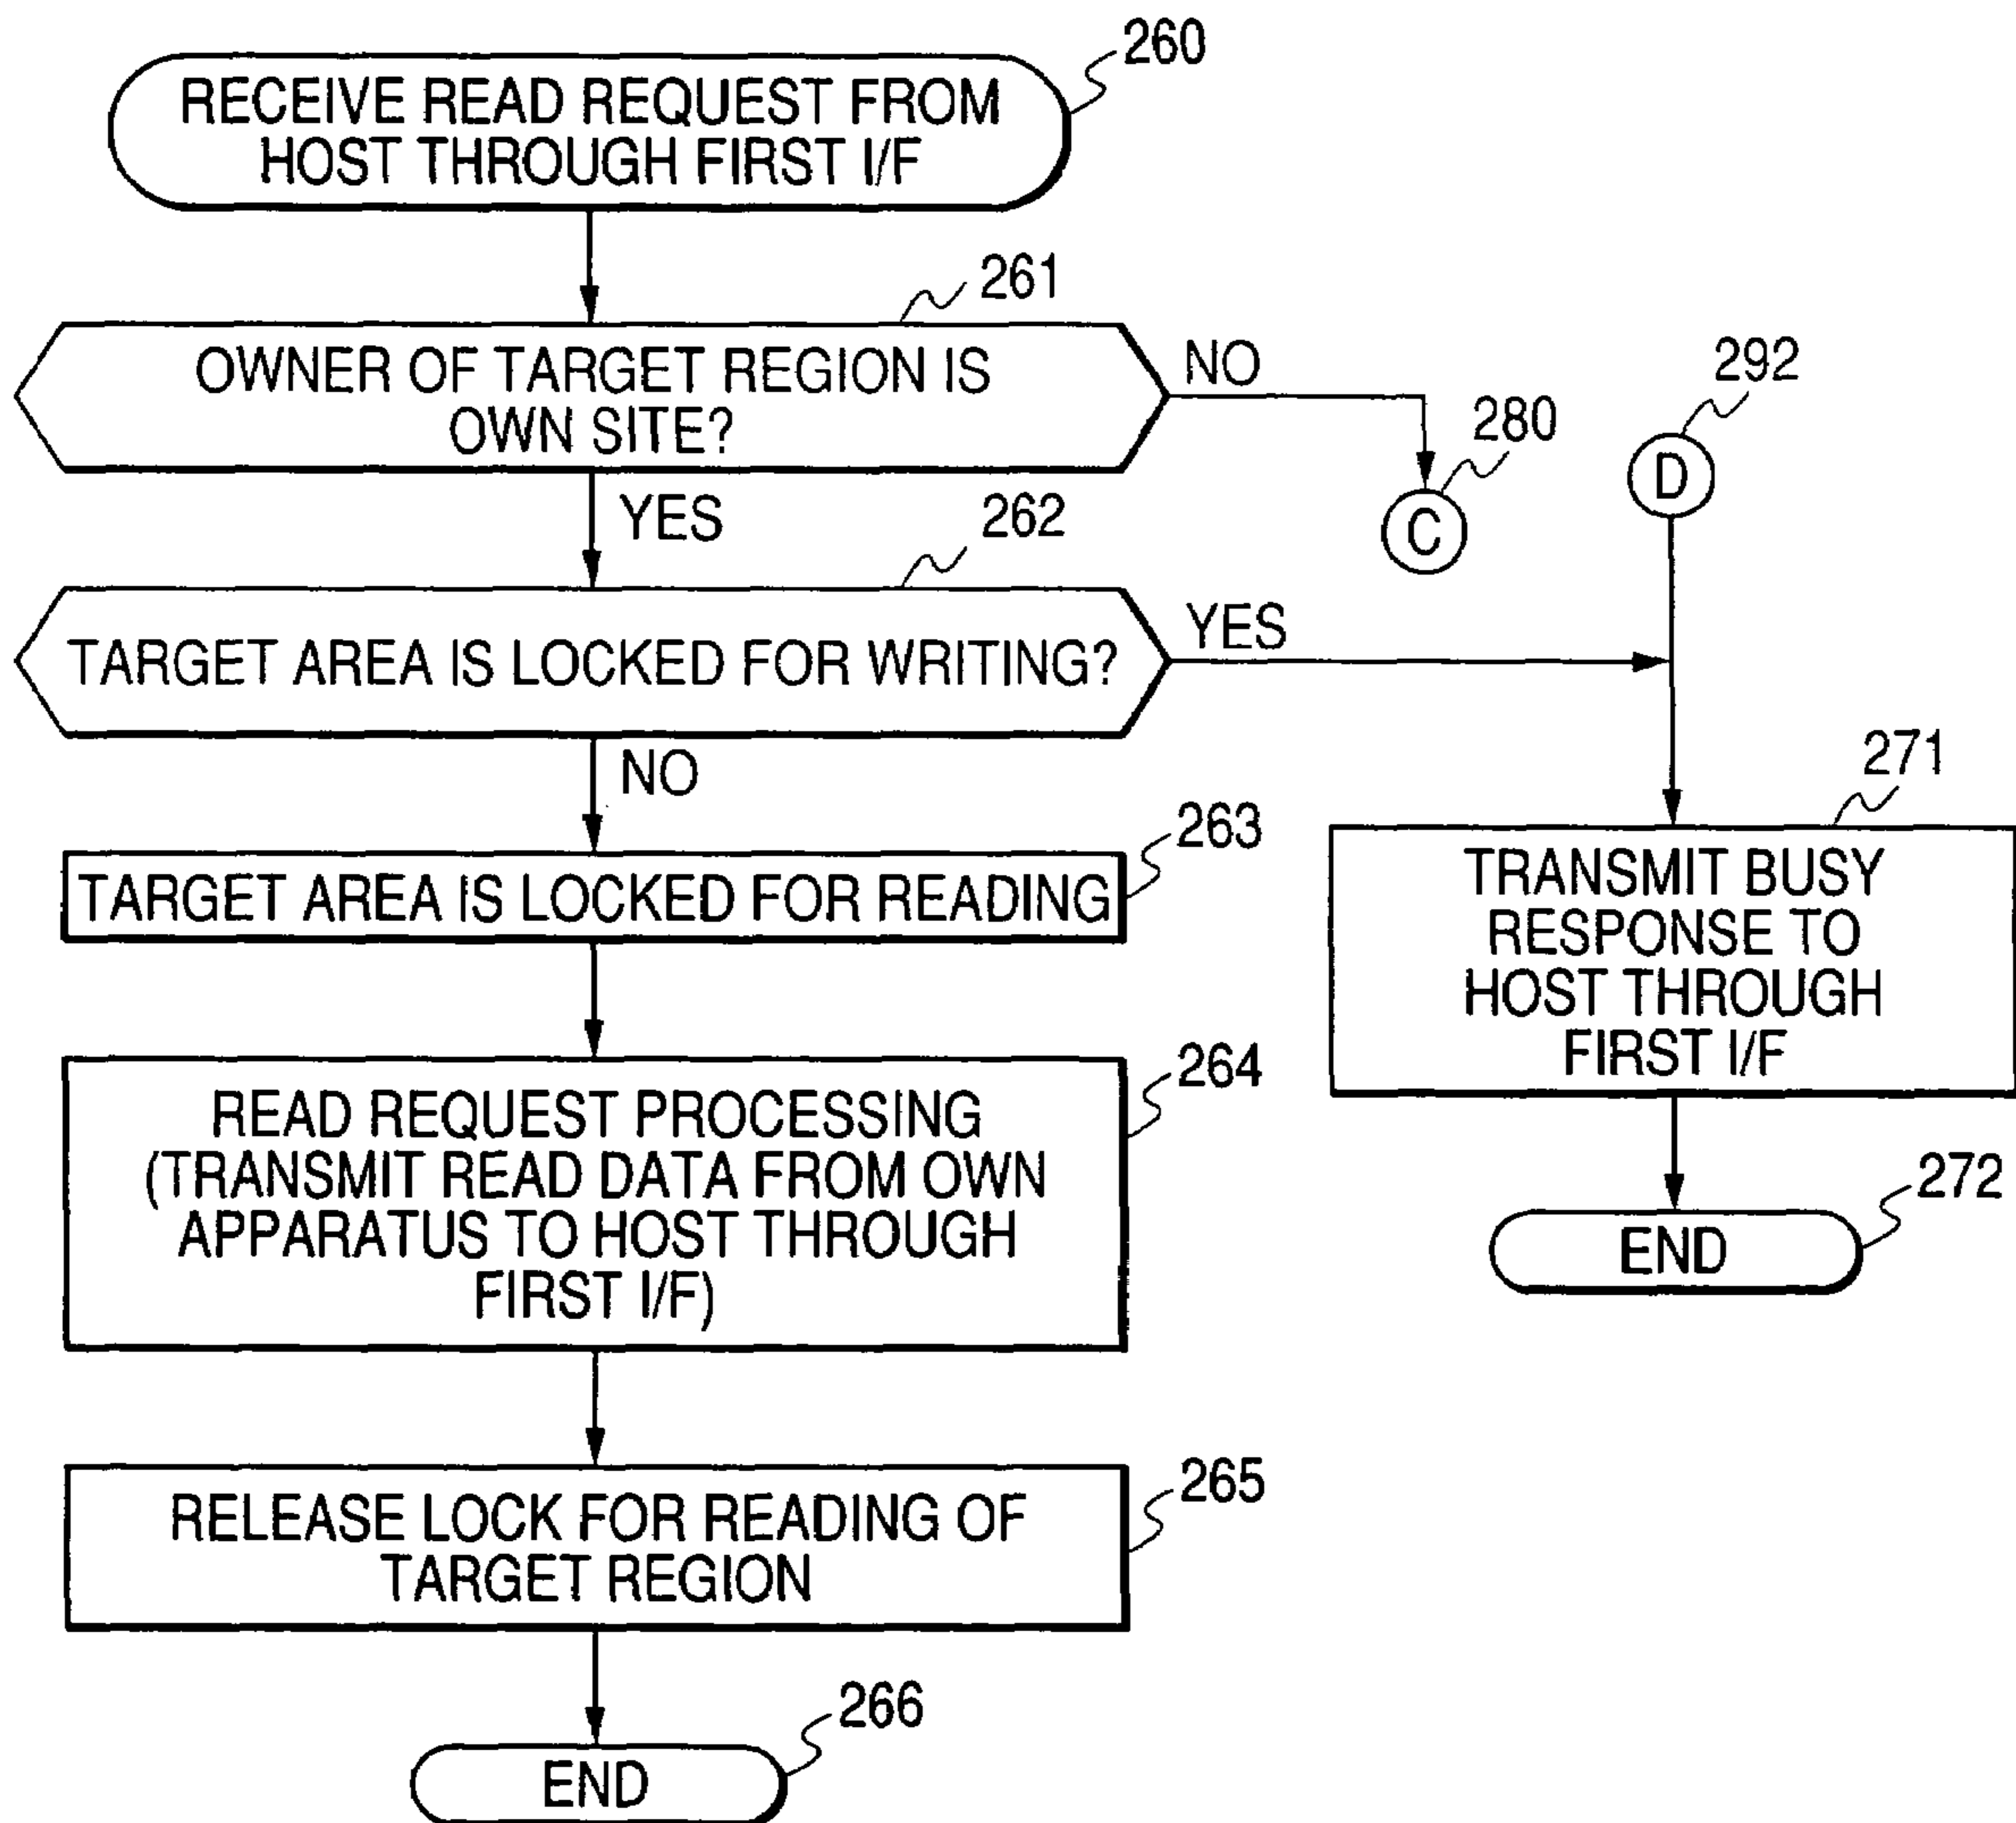 260
RECEIVE READ REQUEST FROM
HOST THROUGH FIRST I/F
261
OWNER OF TARGET REGION IS
OWN SITE?
NO
280
C
292
D
YES
262
TARGET AREA IS LOCKED FOR WRITING?
YES
NO
263
TARGET AREA IS LOCKED FOR READING
271
TRANSMIT BUSY
RESPONSE TO
HOST THROUGH
FIRST I/F
264
READ REQUEST PROCESSING
(TRANSMIT READ DATA FROM OWN
APPARATUS TO HOST THROUGH
FIRST I/F)
272
END
265
RELEASE LOCK FOR READING OF
TARGET REGION
266
END